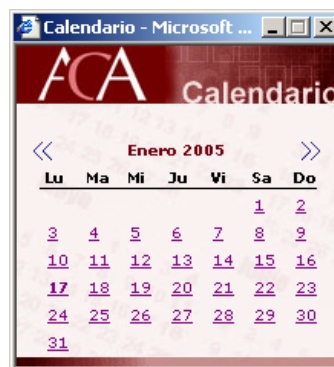 Calendario - Microsoft ...
ACA Calendario
<< Enero 2005 >>
Lu Ma Mi Ju Vi Sa Do
1 2
3 4 5 6 7 8 9
10 11 12 13 14 15 16
17 18 19 20 21 22 23
24 25 26 27 28 29 30
31